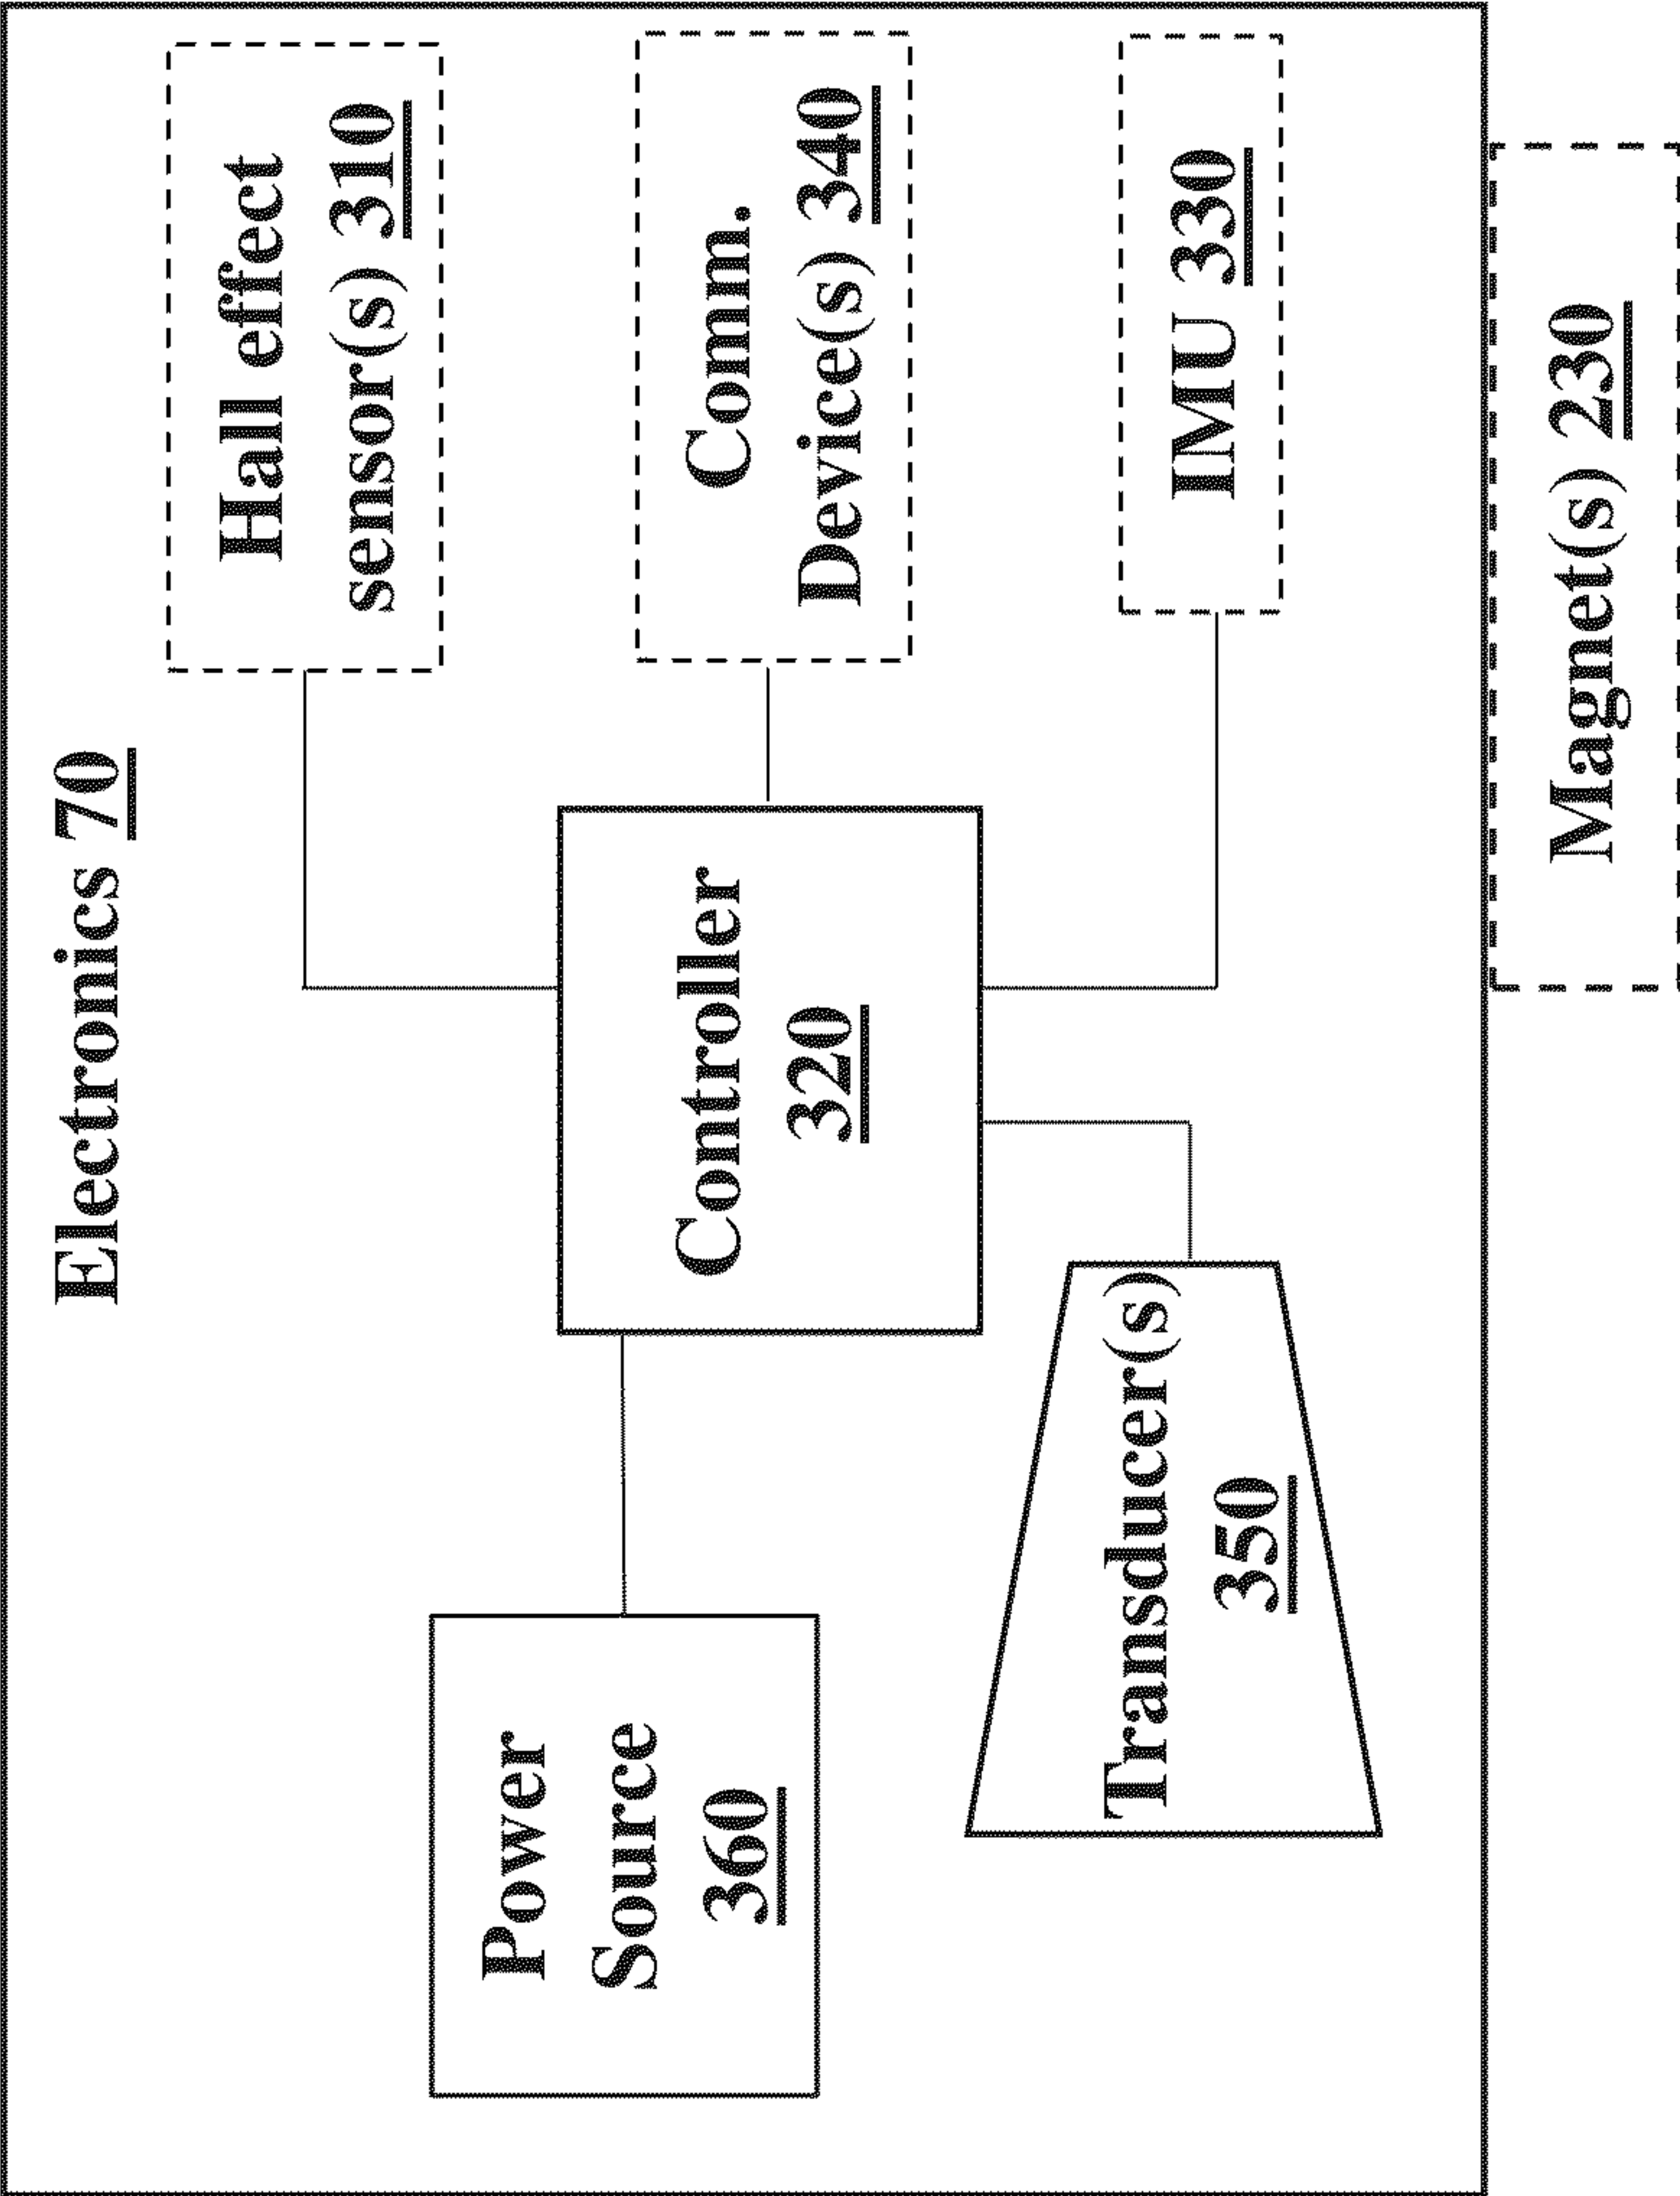 Electronics 70
Power
Source
360
Controller
320
Hall effect
sensor(s) 310
Comm.
Device(s) 340
IMU 330
Transducer(s)
350
Magnet(s) 230